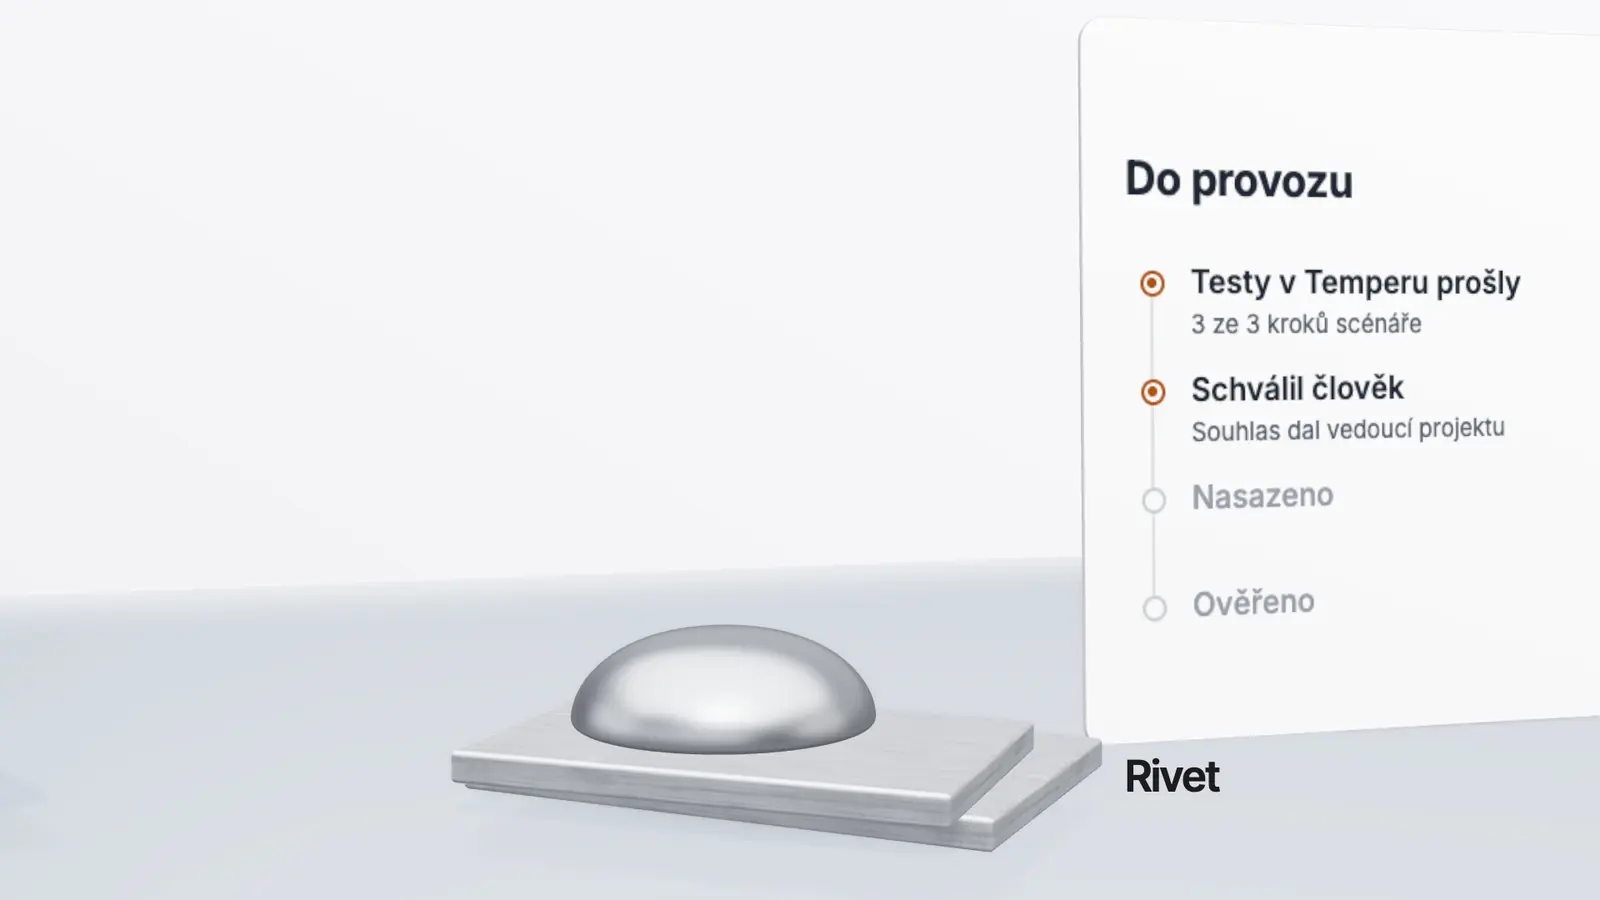 Do provozu
Testy v Temperu prošly
3 ze 3 kroků scénáře
Schválil člověk
Souhlas dal vedoucí projektu
Nasazeno
Ověřeno
Rivet